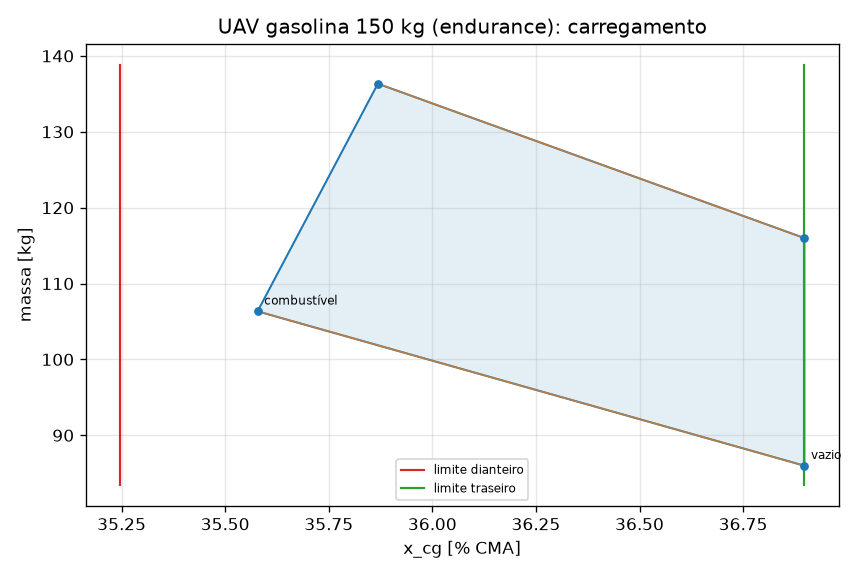 UAV gasolina 150 kg (endurance): carregamento
140
130
120
110
100
90
massa [kg]
combustível
vazio
limite dianteiro
limite traseiro
35.25 35.50 35.75 36.00 36.25 36.50 36.75
x_cg [% CMA]